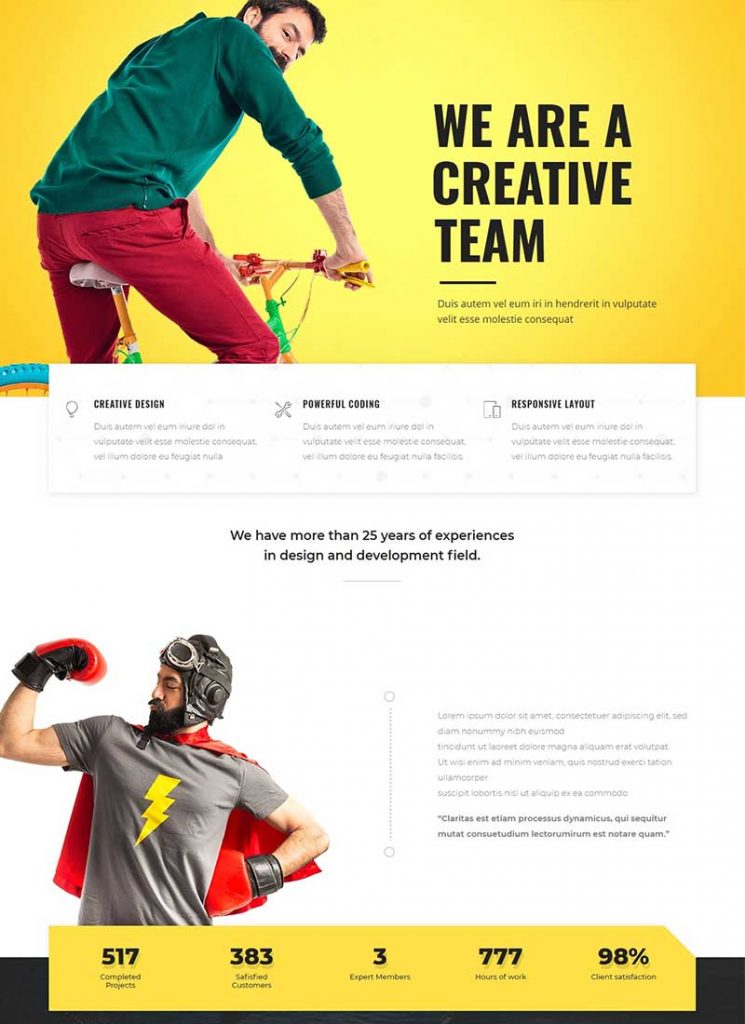 WE ARE A
CREATIVE
TEAM
Duis autem vel eum iri in hendrerit in vulputate
velit esse molestie consequat
CREATIVE DESIGN
Duis autem vel eum iriure dol in
vulputate velit esse molestie consequat,
vel illum dolore eu feugiat nulla
POWERFUL CODING
Duis autem vel eum iriure dol in
vulputate velit esse molestie consequat,
vel illum dolore eu feugiat nulla facilisis.
RESPONSIVE LAYOUT
Duis autem vel eum iriure dol in
vulputate velit esse molestie consequat,
vel illum dolore eu feugiat nulla facilisis.
We have more than 25 years of experiences
in design and development field.
Lorem ipsum dolor sit amet, consectetuer adipiscing elit, sed
diam nonummy nibh euismod
tincidunt ut laoreet dolore magna aliquam erat volutpat.
Ut wisi enim ad minim veniam, quis nostrud exerci tation
ullamcorper
suscipit lobortis nisl ut aliquip ex ea commodo
“Claritas est etiam processus dynamicus, qui sequitur
mutat consuetudium lectorumirum est notare quam.”
517
Completed
Projects
383
Safisfied
Customers
3
Expert Members
777
Hours of work
98%
Client satisfaction